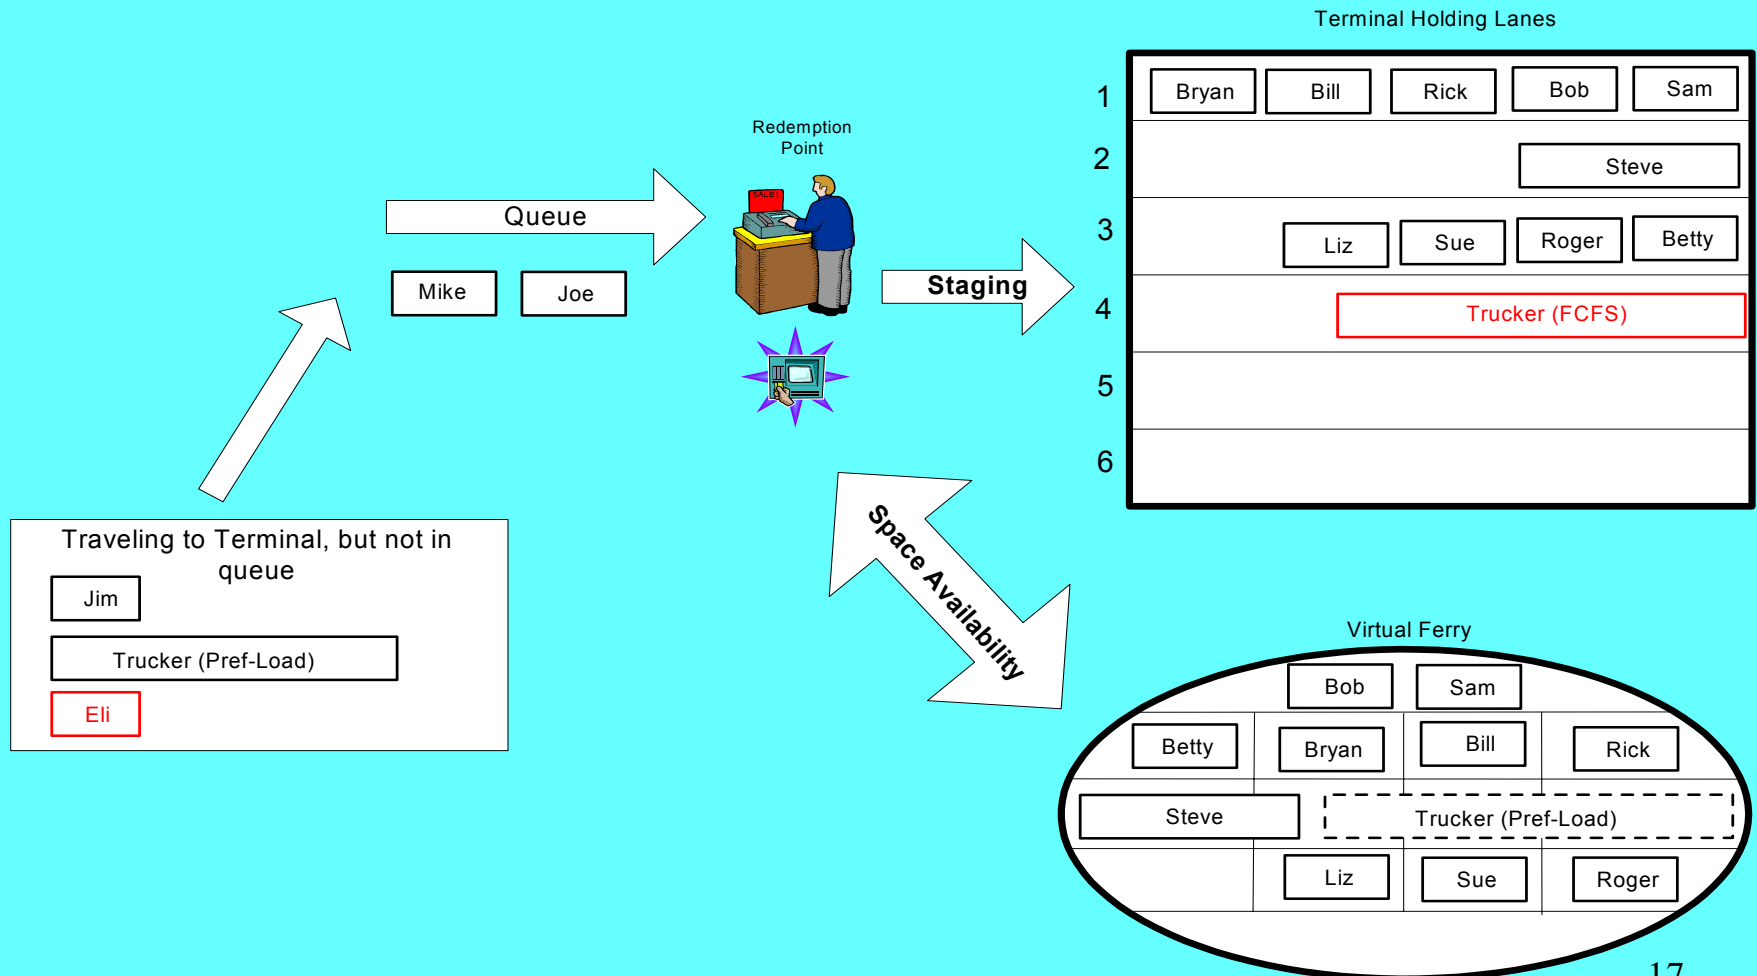 Terminal Holding Lanes
1 Bryan Bill Rick Bob Sam
2 Steve
3 Liz Sue Roger Betty
4 Trucker (FCFS)
5
6
Redemption
Point
SALE!
Queue
Mike Joe
Staging
Traveling to Terminal, but not in
queue
Jim
Trucker (Pref-Load)
Eli
Space Availability
Virtual Ferry
Bob Sam
Betty Bryan Bill Rick
Steve Trucker (Pref-Load)
Liz Sue Roger
17